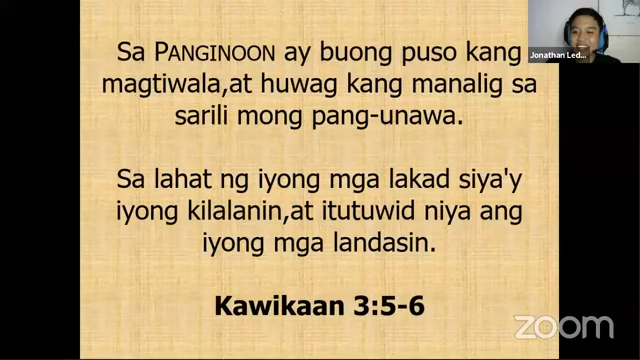 Sa PANGINOON ay buong puso kang
magtiwala,at huwag kang manalig sa
sarili mong pang-unawa.
Sa lahat ng iyong mga lakad siya'y
iyong kilalanin,at itutuwid niya ang
iyong mga landasin.
Kawikaan 3:5-6
Jonathan Led...
zoom